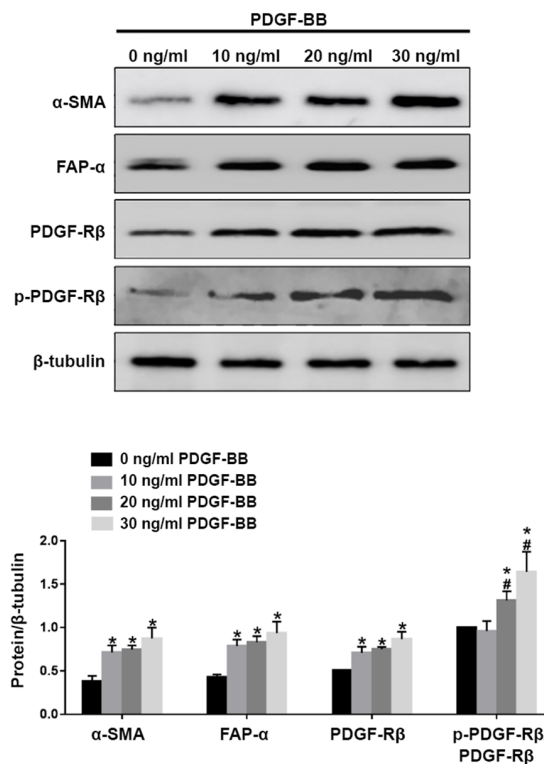 PDGF-BB
0 ng/ml 10 ng/ml 20 ng/ml 30 ng/ml
α-SMA
FAP-α
PDGF-Rβ
p-PDGF-Rβ
β-tubulin
0 ng/ml PDGF-BB
10 ng/ml PDGF-BB
20 ng/ml PDGF-BB
30 ng/ml PDGF-BB
Protein/β-tubulin
2.0
1.5
1.0
0.5
0.0
* * *
* * *
* * *
*
#
*
#
α-SMA FAP-α PDGF-Rβ p-PDGF-Rβ
PDGF-Rβ